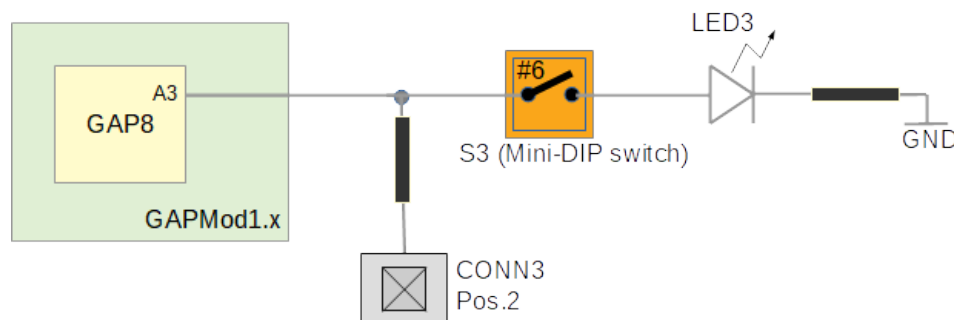 LED3
#6
A3
GAP8
GND
S3 (Mini-DIP switch)
GAPMod1.x
CONN3
Pos.2